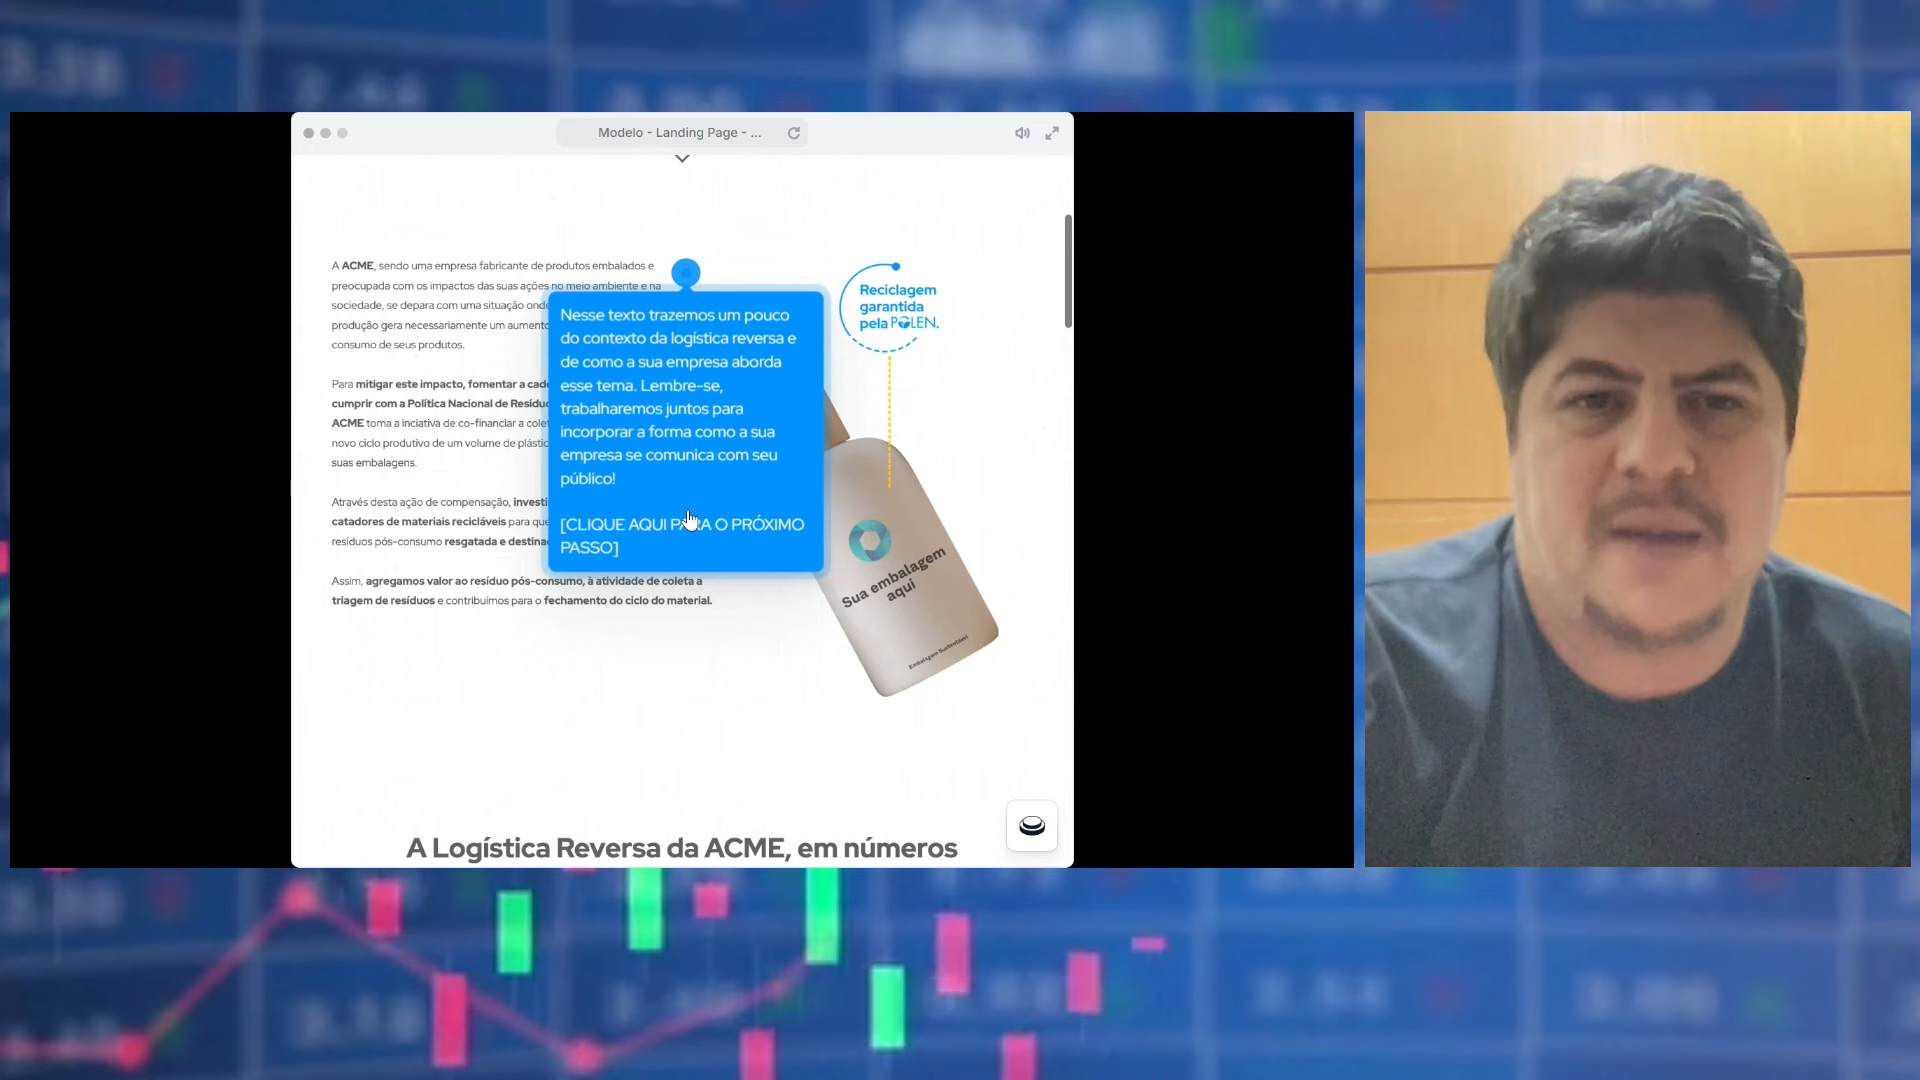 Modelo - Landing Page - ...
A ACME, sendo uma empresa fabricante de produtos embalados e
preocupada com os impactos das suas ações no meio ambiente e na
sociedade, se depara com uma situação onde
produção gera necessariamente um aumento
consumo de seus produtos.
Para mitigar este impacto, fomentar a cad
cumprir com a Política Nacional de Resídu
ACME toma a inciativa de co-financiar a cole
novo ciclo produtivo de um volume de plásti
suas embalagens.
Através desta ação de compensação, investi
catadores de materiais recicláveis para que
resíduos pós-consumo resgatada e destina
Assim, agregamos valor ao resíduo pós-consumo, à atividade de coleta a
triagem de resíduos e contribuímos para o fechamento do ciclo do material.
Nesse texto trazemos um pouco
do contexto da logística reversa e
de como a sua empresa aborda
esse tema. Lembre-se,
trabalharemos juntos para
incorporar a forma como a sua
empresa se comunica com seu
público!
[CLIQUE AQUI PARA O PRÓXIMO
PASSO]
Reciclagem
garantida
pela POLEN.
Sua embalagem
aqui
Embalagem Sustentável
A Logística Reversa da ACME, em números